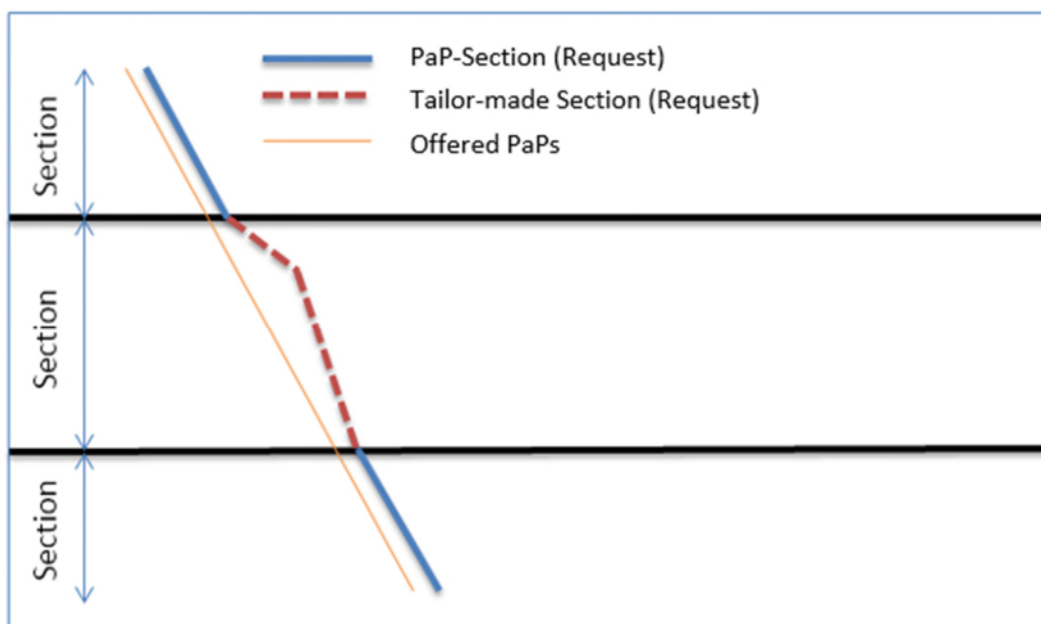 PaP-Section (Request)
Tailor-made Section (Request)
Offered PaPs
Section
Section
Section